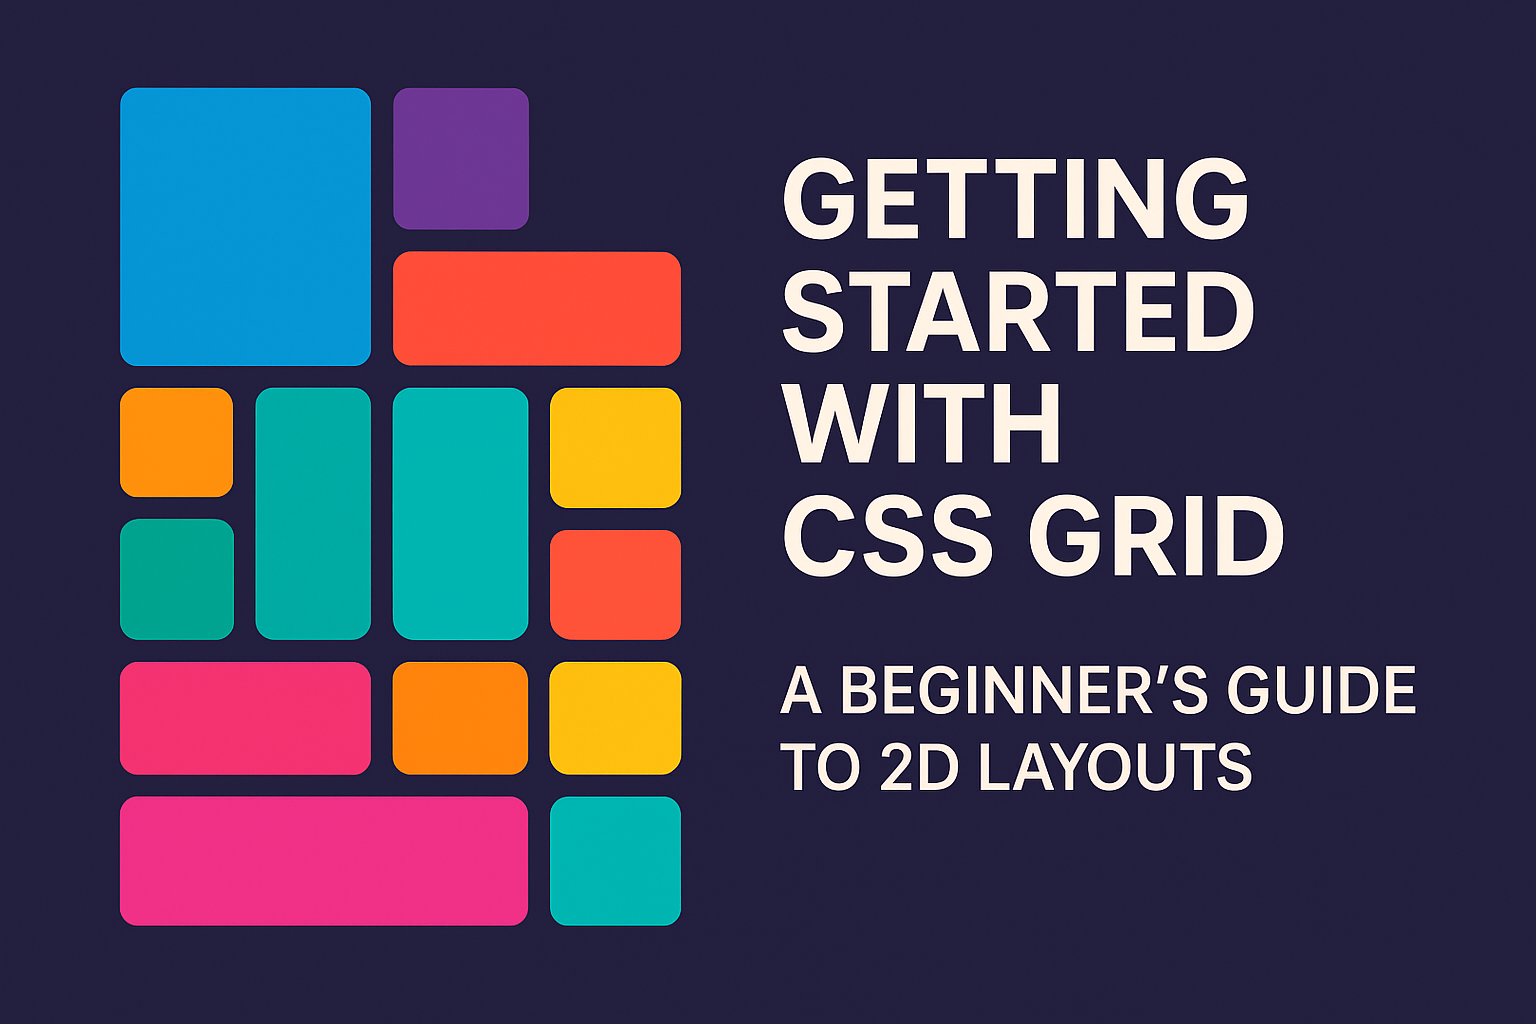 GETTING
STARTED
WITH
CSS GRID
A BEGINNER’S GUIDE
TO 2D LAYOUTS